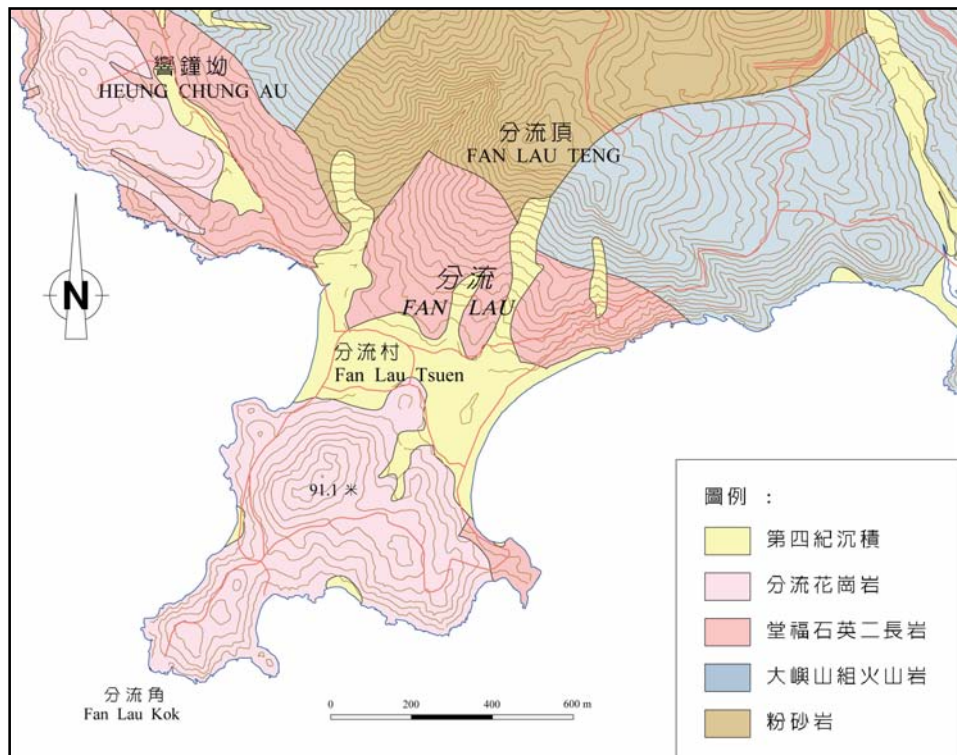 響鐘坳
HEUNG CHUNG AU
分流頂
FAN LAU TENG
N
分流
FAN LAU
分流村
Fan Lau Tsuen
91.1 米
分流角
Fan Lau Kok
0 200 400 600 m
圖例 :
第四紀沉積
分流花崗岩
堂福石英二長岩
大嶼山組火山岩
粉砂岩